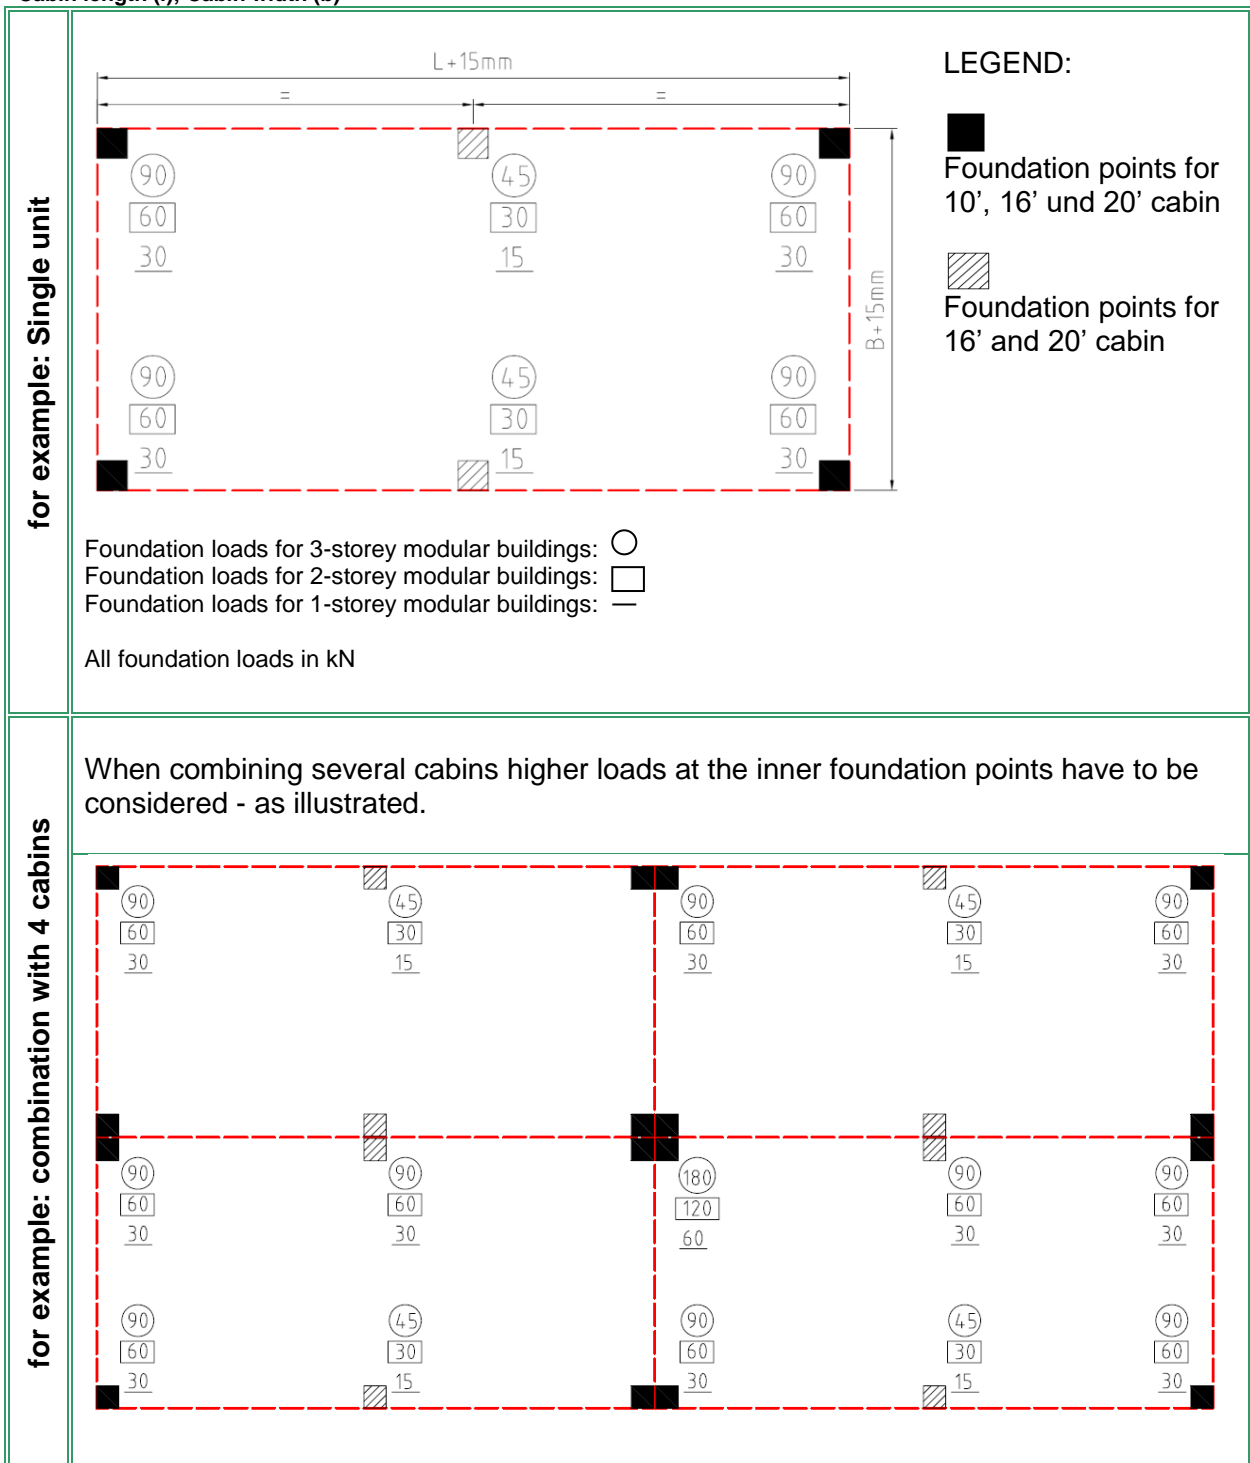 for example: Single unit
L+15mm
= =
90 45 90
60 30 60
30 15 30
B+15mm
90 45 90
60 30 60
30 15 30
LEGEND:
Foundation points for
10’, 16’ und 20’ cabin
Foundation points for
16’ and 20’ cabin
Foundation loads for 3-storey modular buildings:
Foundation loads for 2-storey modular buildings:
Foundation loads for 1-storey modular buildings:
All foundation loads in kN
for example: combination with 4 cabins
When combining several cabins higher loads at the inner foundation points have to be
considered - as illustrated.
90 45 90 45 90
60 30 60 30 60
30 15 30 15 30
90 90 180 90 90
60 60 120 60 60
30 30 60 30 30
90 45 90 45 90
60 30 60 30 60
30 15 30 15 30